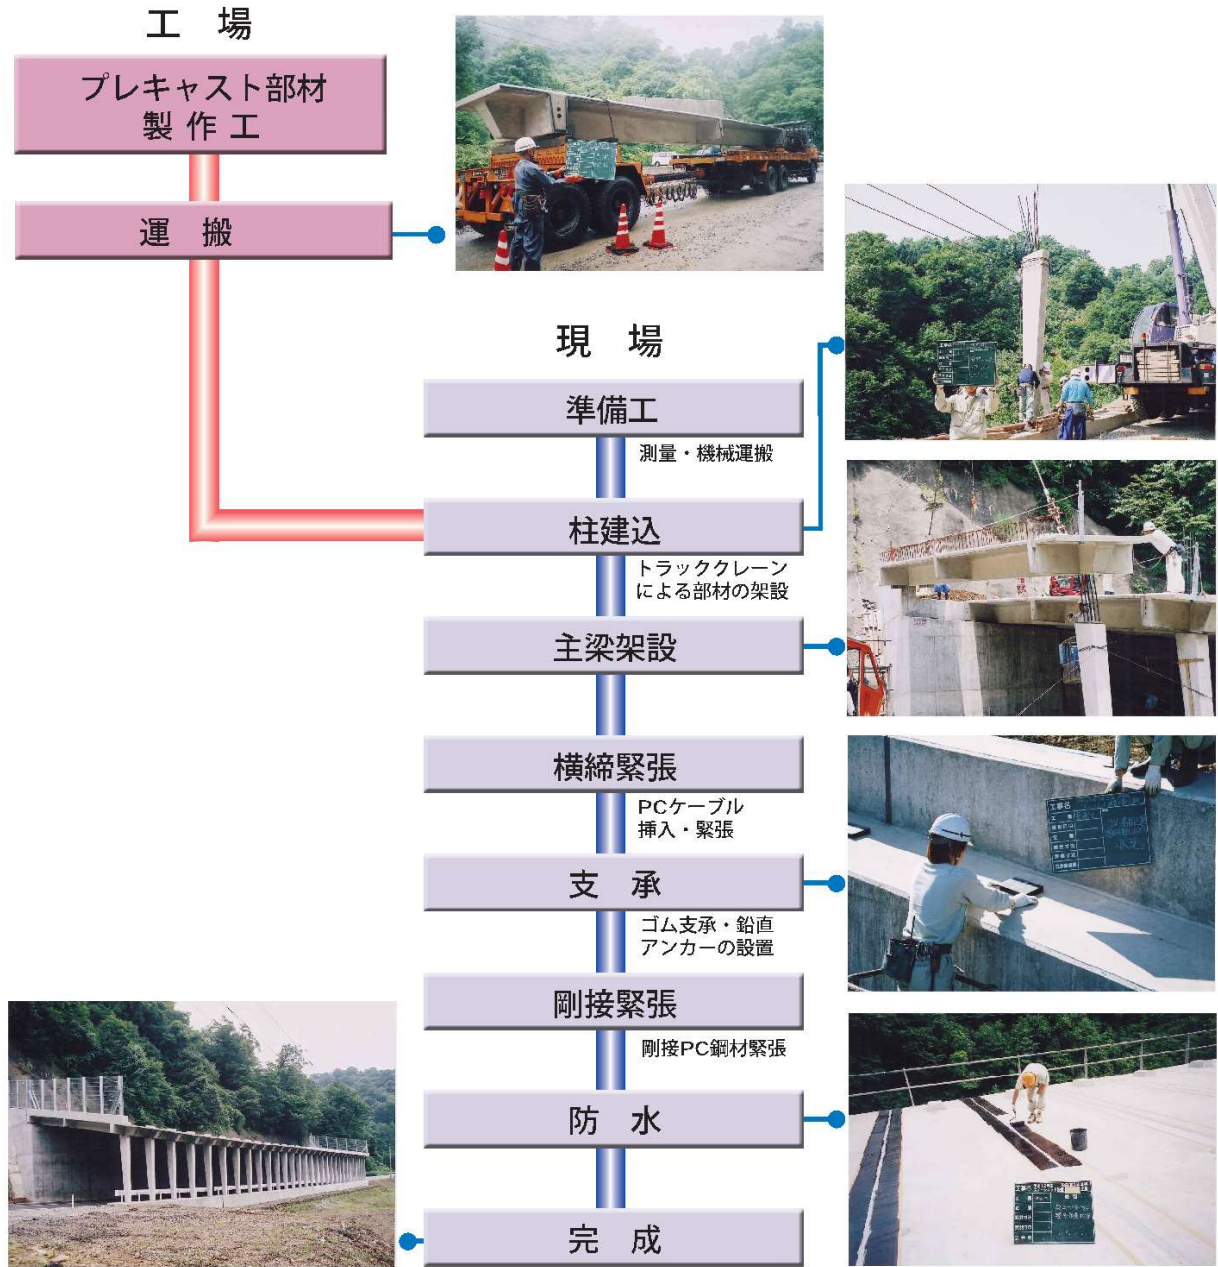 工場
プレキャスト部材
製作工
運搬
現場
準備工
測量・機械運搬
柱建込
トラッククレーン
による部材の架設
主梁架設
横締緊張
PCケーブル
挿入・緊張
支承
ゴム支承・鉛直
アンカーの設置
剛接緊張
剛接PC鋼材緊張
防水
完成
工事名